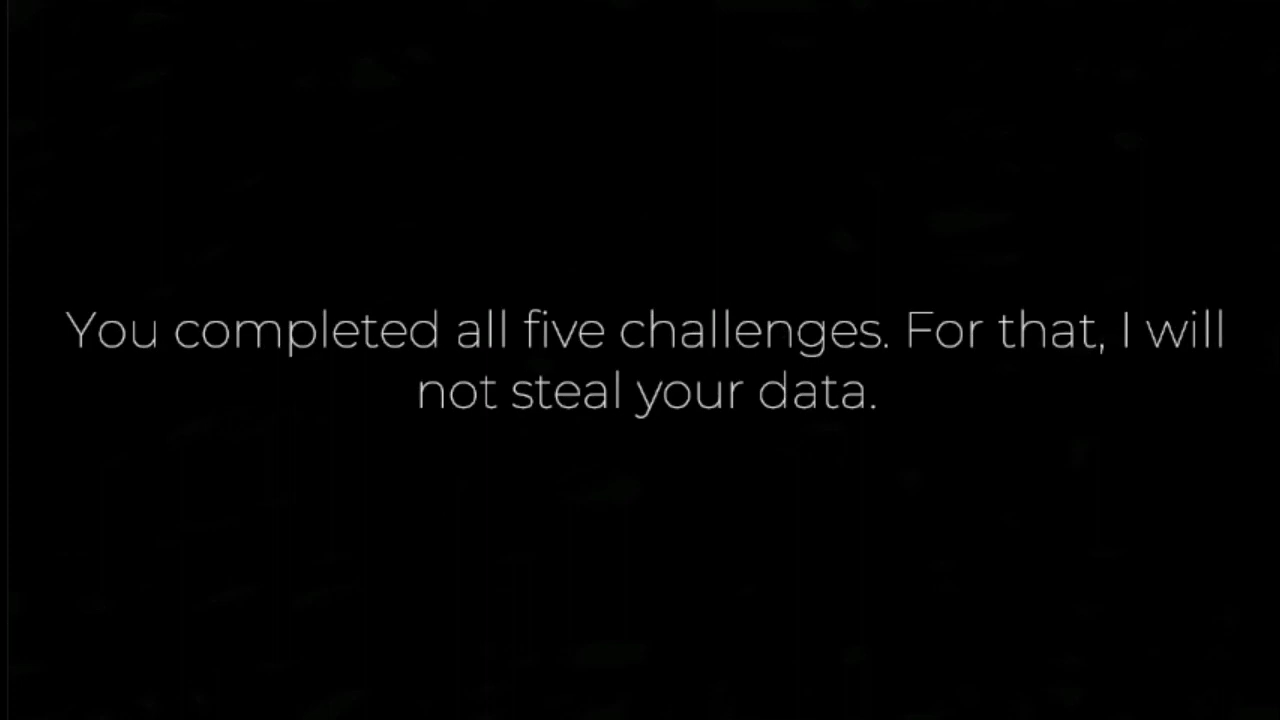 You completed all five challenges. For that, I will
not steal your data.